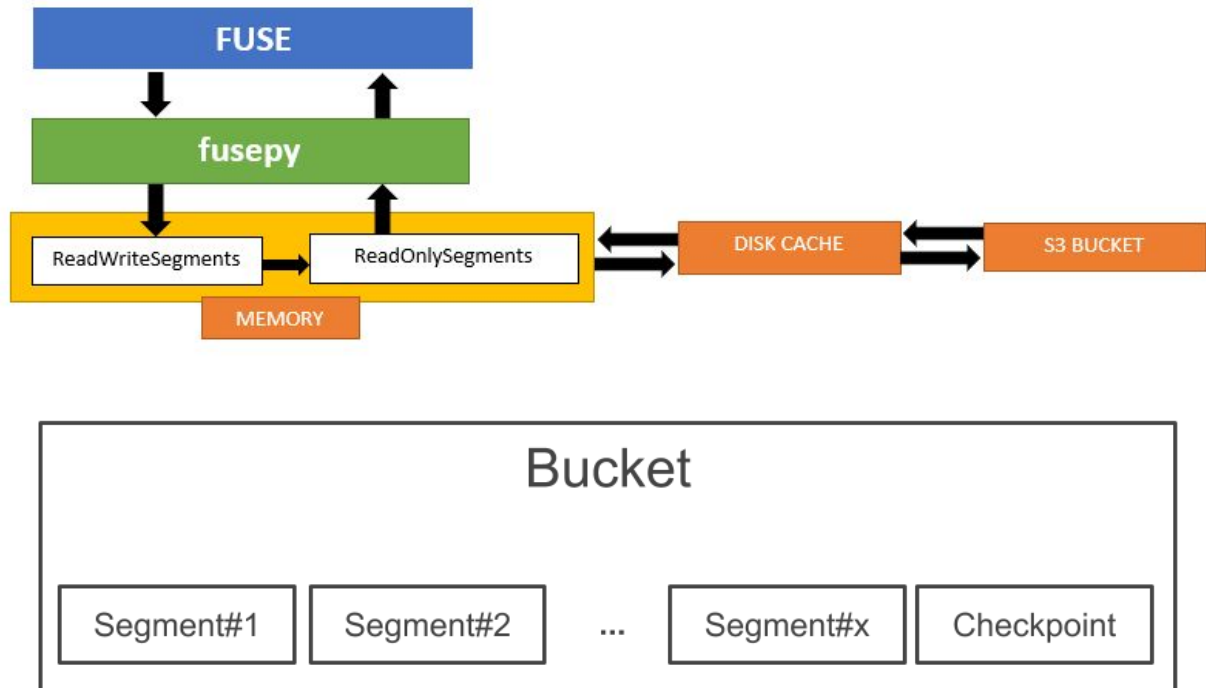 FUSE
fusepy
ReadWriteSegments
ReadOnlySegments
DISK CACHE
S3 BUCKET
MEMORY
Bucket
Segment#1
Segment#2
...
Segment#x
Checkpoint